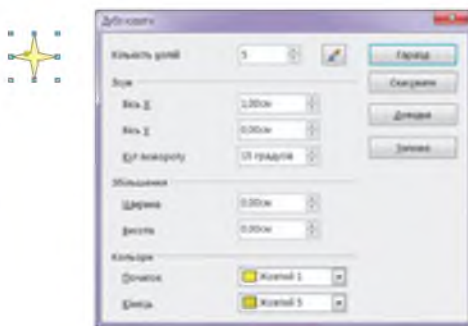 Дублювати
Кількість копій 5 Гаразд
Скасувати
Зсув
Вісь X 1,00см Довідка
Вісь Y 0,00см
Кут повороту 15 градусів Типово
Збільшення
Ширина 0,00см
Висота 0,00см
Кольори
Початок Жовтий 1
Кінець Жовтий 5